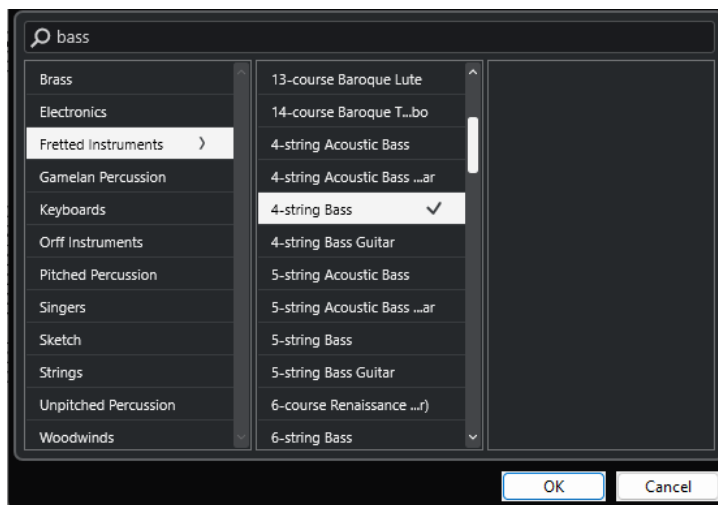 bass
Brass
Electronics
Fretted Instruments
Gamelan Percussion
Keyboards
Orff Instruments
Pitched Percussion
Singers
Sketch
Strings
Unpitched Percussion
Woodwinds
13-course Baroque Lute
14-course Baroque T...bo
4-string Acoustic Bass
4-string Acoustic Bass ...ar
4-string Bass
4-string Bass Guitar
5-string Acoustic Bass
5-string Acoustic Bass ...ar
5-string Bass
5-string Bass Guitar
6-course Renaissance ...r)
6-string Bass
OK
Cancel